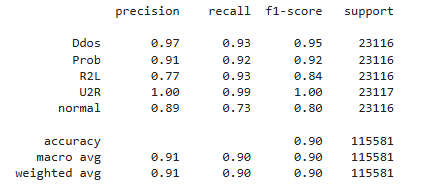 precision recall f1-score support
Ddos 0.97 0.93 0.95 23116
Prob 0.91 0.92 0.92 23116
R2L 0.77 0.93 0.84 23116
U2R 1.00 0.99 1.00 23117
normal 0.89 0.73 0.80 23116
accuracy 0.90 115581
macro avg 0.91 0.90 0.90 115581
weighted avg 0.91 0.90 0.90 115581